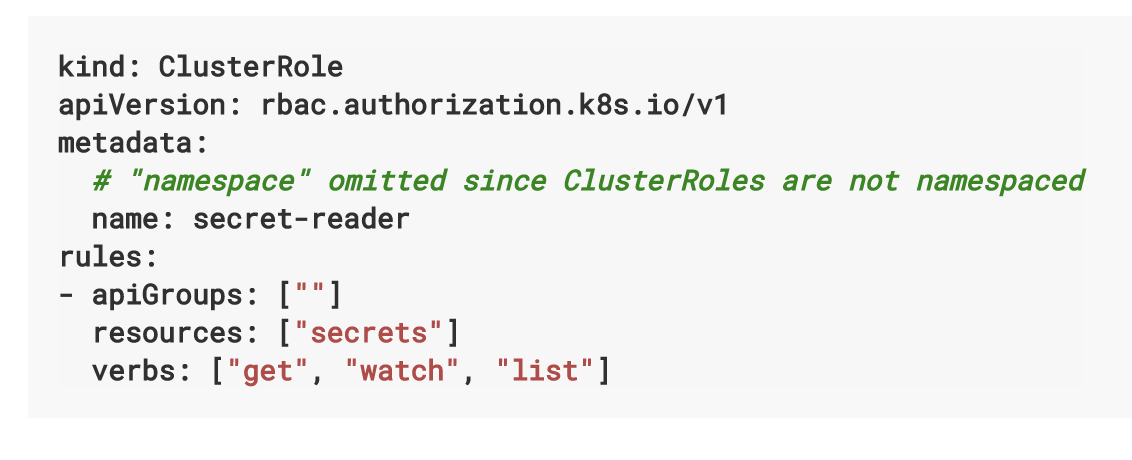 kind: ClusterRole
apiVersion: rbac.authorization.k8s.io/v1
metadata:
  # "namespace" omitted since ClusterRoles are not namespaced
  name: secret-reader
rules:
- apiGroups: [""]
  resources: ["secrets"]
  verbs: ["get", "watch", "list"]